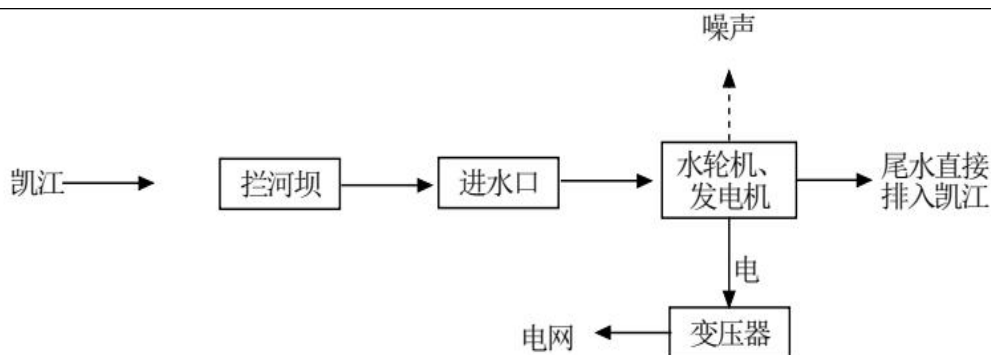 噪声
凯江
拦河坝
进水口
水轮机、
发电机
尾水直接
排入凯江
电
电网
变压器